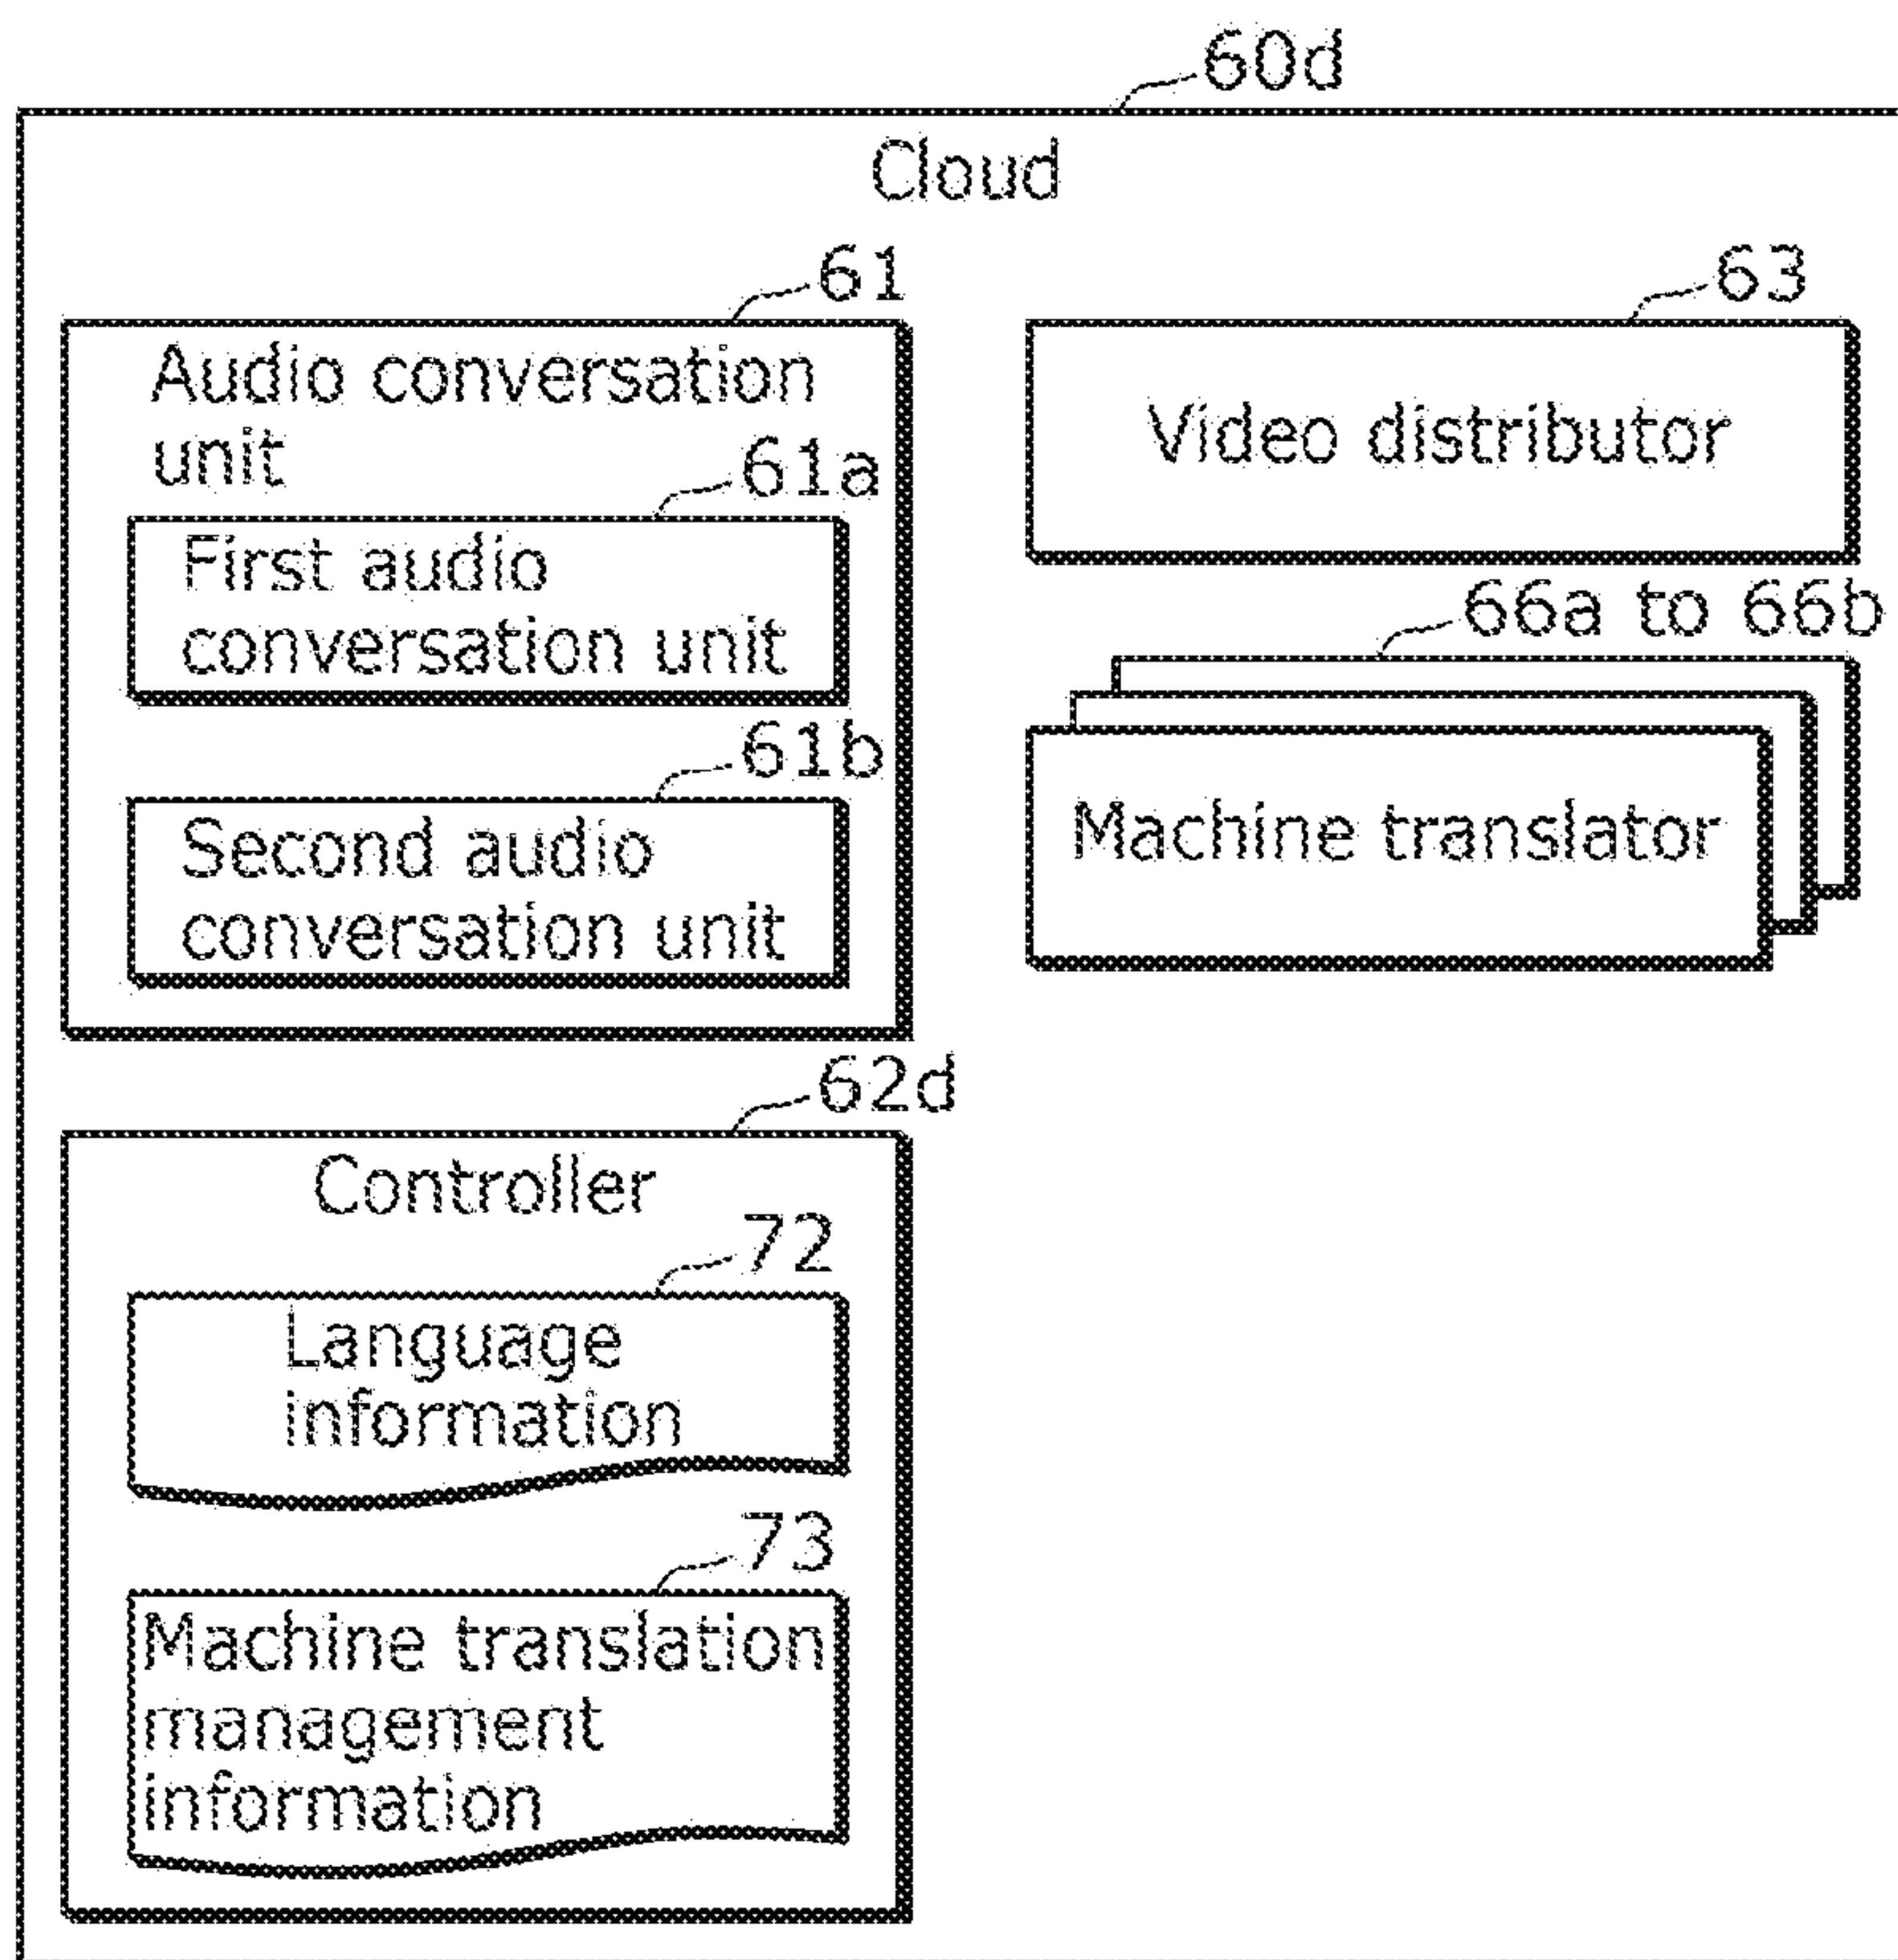 60d
Cloud
61
Audio conversation
unit
61a
First audio
conversation unit
61b
Second audio
conversation unit
63
Video distributor
66a to 66b
Machine translator
62d
Controller
72
Language
information
73
Machine translation
management
information